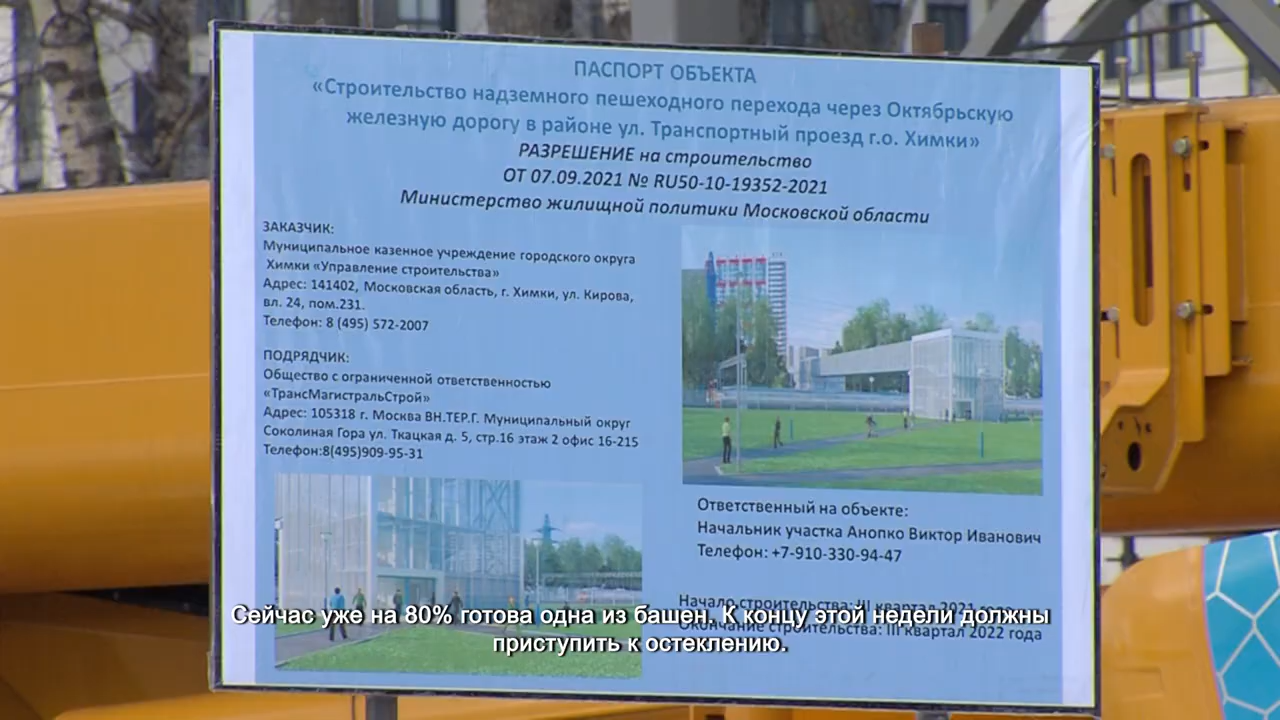 ПАСПОРТ ОБЪЕКТА
«Строительство надземного пешеходного перехода через Октябрьскую
железную дорогу в районе ул. Транспортный проезд г.о. Химки»
РАЗРЕШЕНИЕ на строительство
ОТ 07.09.2021 № RU50-10-19352-2021
Министерство жилищной политики Московской области
ЗАКАЗЧИК:
Муниципальное казенное учреждение городского округа
Химки «Управление строительства»
Адрес: 141402, Московская область, г. Химки, ул. Кирова,
вл. 24, пом.231.
Телефон: 8 (495) 572-2007
ПОДРЯДЧИК:
Общество с ограниченной ответственностью
«ТрансМагистральСтрой»
Адрес: 105318 г. Москва ВН.ТЕР.Г. Муниципальный округ
Соколиная Гора ул. Ткацкая д. 5, стр.16 этаж 2 офис 16-215
Телефон:8(495)909-95-31
Ответственный на объекте:
Начальник участка Анопко Виктор Иванович
Телефон: +7-910-330-94-47
Начало строительства: III квартал 2021 года
Окончание строительства: III квартал 2022 года
Сейчас уже на 80% готова одна из башен. К концу этой недели должны
приступить к остеклению.